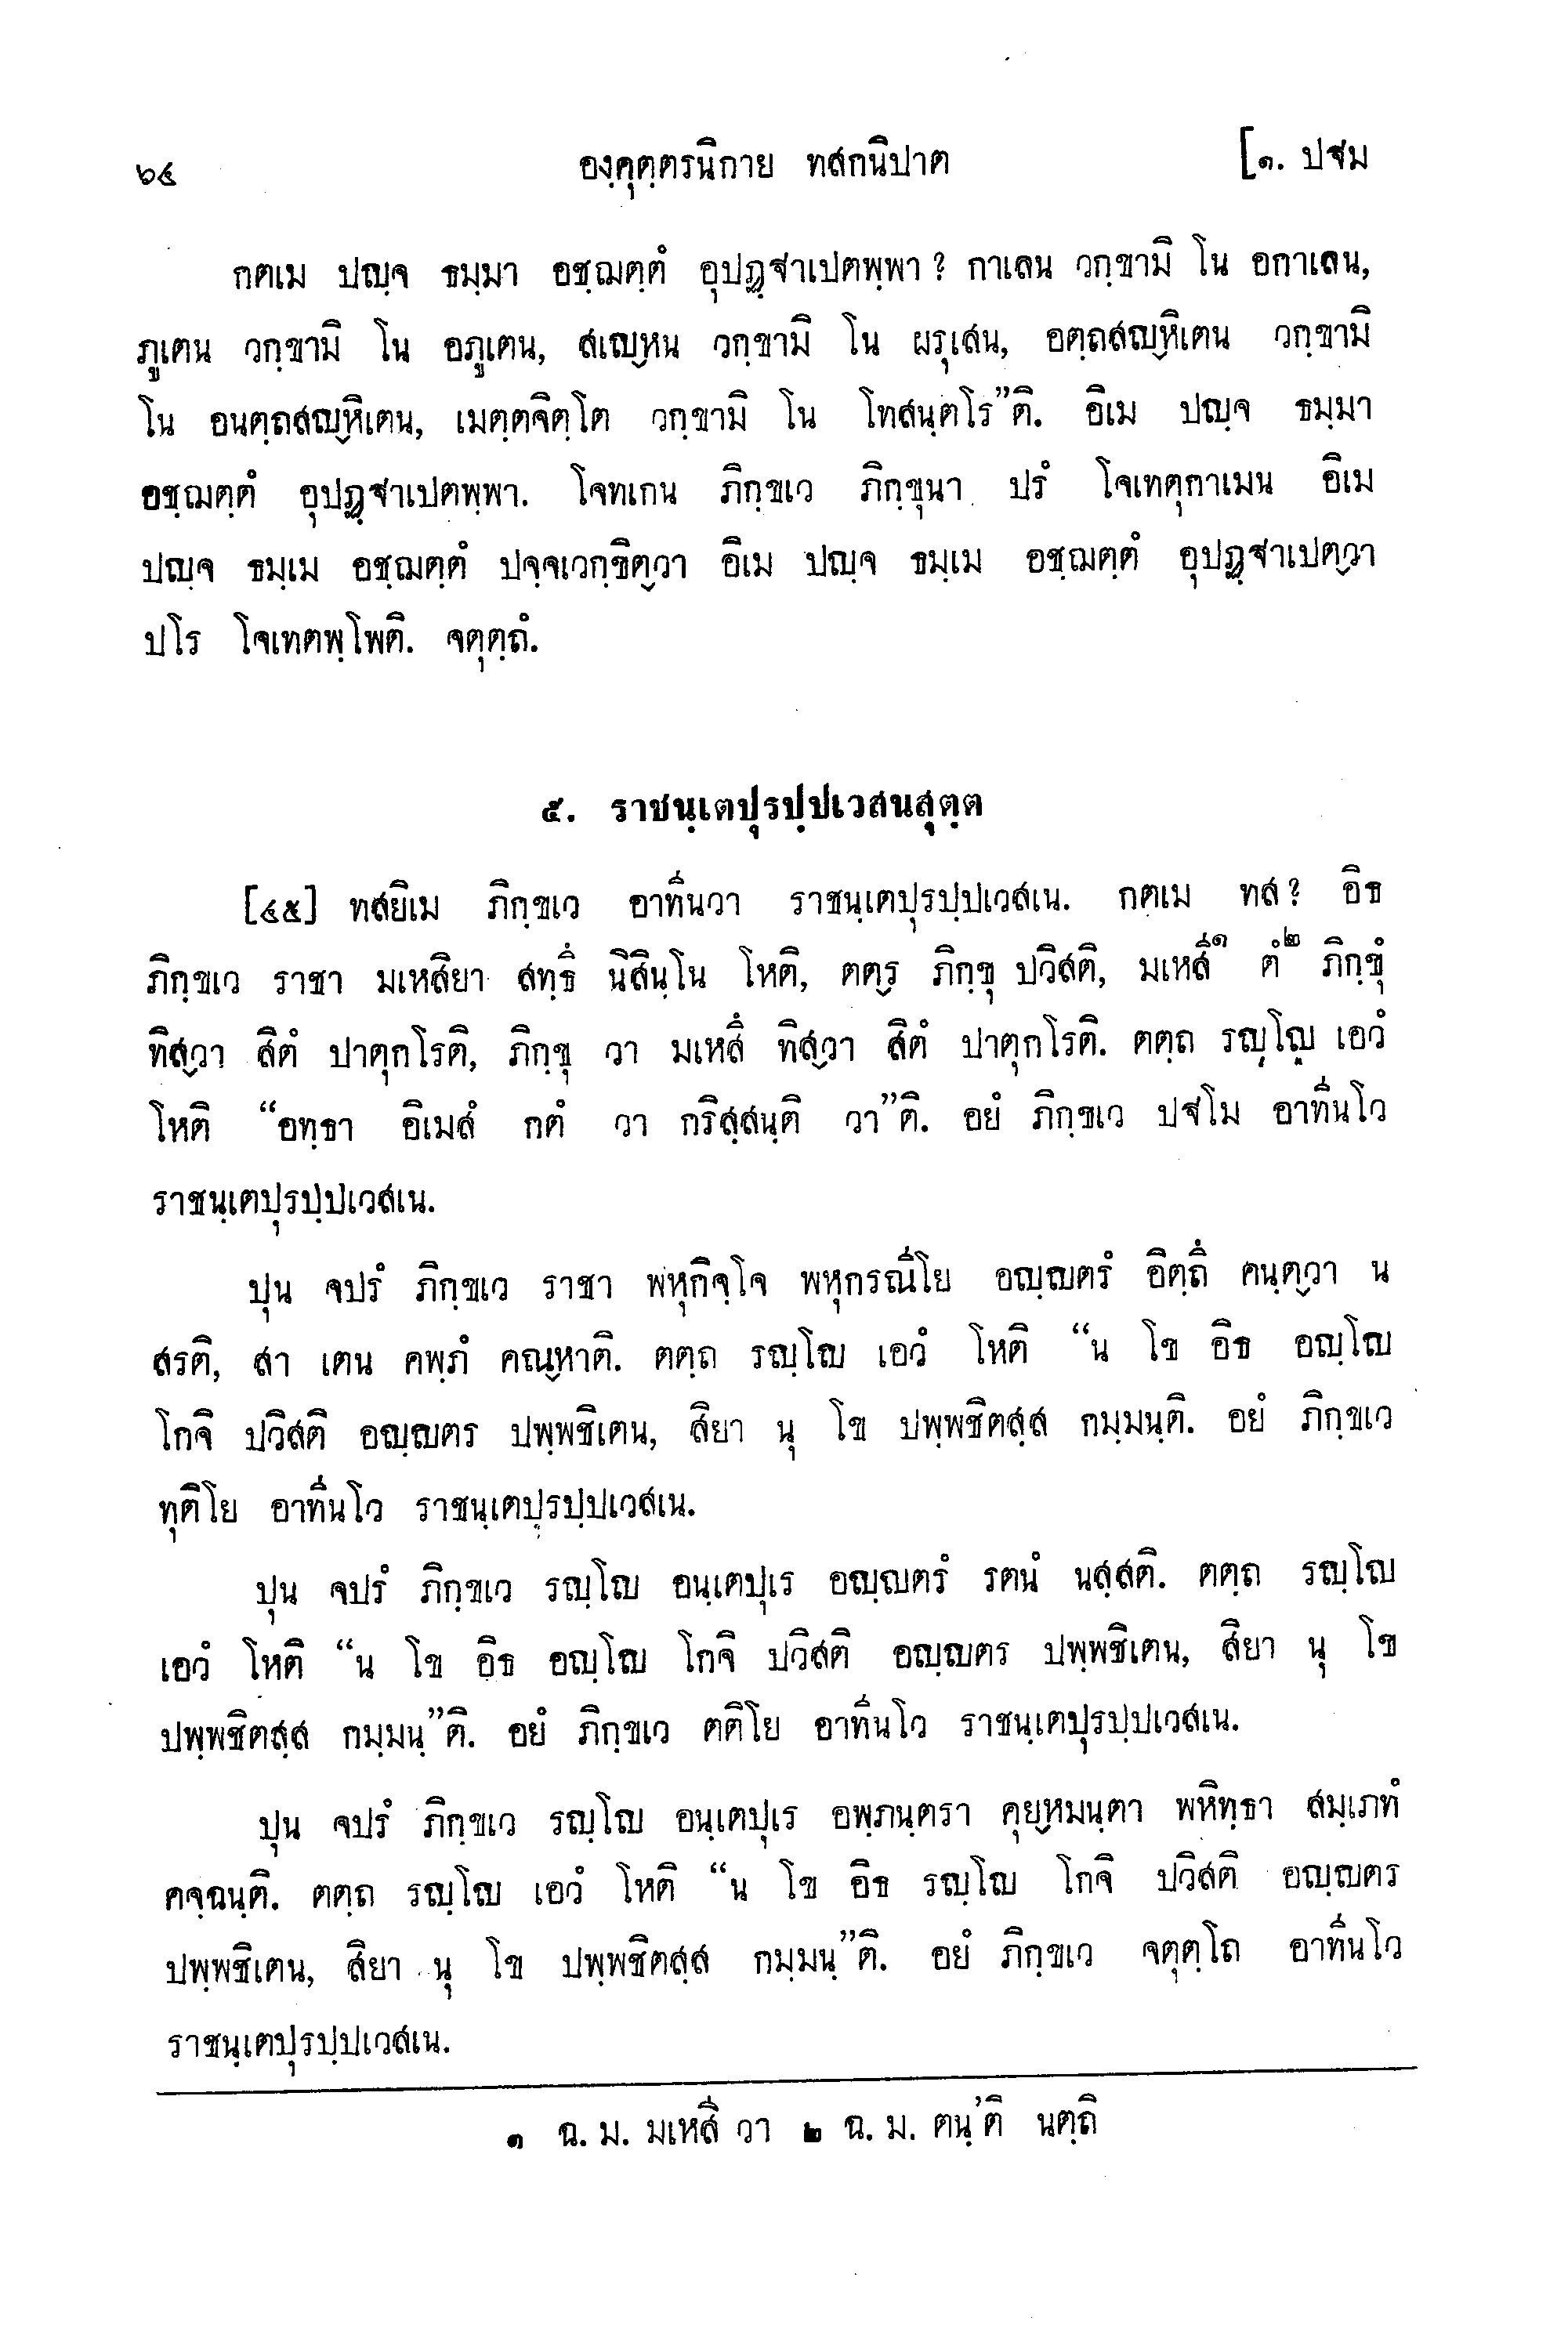 ๖๔ องฺคุตฺตรนิกาย ทสกนิปาต [๑. ปฐม
กตเม ปญฺจ ธมฺมา อชฺฌตฺตํ อุปฏฺฐาเปตพฺพา? กาเลน วกฺขามิ โน อกาเลน,
ภูเตน วกฺขามิ โน อภูเตน, สเญฺหน วกฺขามิ โน ผรุเสน, อตฺถสญฺหิเตน วกฺขามิ
โน อนตฺถสญฺหิเตน, เมตฺตจิตฺโต วกฺขามิ โน โทสนฺตโร”ติ. อิเม ปญฺจ ธมฺมา
อชฺฌตฺตํ อุปฏฺฐาเปตพฺพา. โจทเกน ภิกฺขเว ภิกฺขุนา ปรํ โจเทตุกาเมน อิเม
ปญฺจ ธมฺเม อชฺฌตฺตํ ปจฺจเวกฺขิตฺวา อิเม ปญฺจ ธมฺเม อชฺฌตฺตํ อุปฏฺฐาเปตฺวา
ปโร โจเทตพฺโพติ. จตุตฺถํ.
๕. ราชนฺเตปุรปฺปเวสนสุตฺต
[๔๕] ทสยิเม ภิกฺขเว อาทีนวา ราชนฺเตปุรปฺปเวสเน. กตเม ทส? อิธ
ภิกฺขเว ราชา มเหสิยา สทฺธึ นิสินฺโน โหติ, ตตฺร ภิกฺขุ ปวิสติ, มเหสี๑ ตํ๒ ภิกฺขุํ
ทิสฺวา สิตํ ปาตุกโรติ, ภิกฺขุ วา มเหสึ ทิสฺวา สิตํ ปาตุกโรติ. ตตฺถ รญฺโญ เอวํ
โหติ “อทฺธา อิเมสํ กตํ วา กริสฺสนฺติ วา”ติ. อยํ ภิกฺขเว ปฐโม อาทีนโว
ราชนฺเตปุรปฺปเวสเน.
ปุน จปรํ ภิกฺขเว ราชา พหุกิจฺโจ พหุกรณีโย อญฺญตรํ อิตฺถึ คนฺตฺวา น
สรติ, สา เตน คพฺภํ คณฺหาติ. ตตฺถ รญฺโญ เอวํ โหติ “น โข อิธ อญฺโญ
โกจิ ปวิสติ อญฺญตร ปพฺพชิเตน, สิยา นุ โข ปพฺพชิตสฺส กมฺมนฺติ. อยํ ภิกฺขเว
ทุติโย อาทีนโว ราชนฺเตปุรปฺปเวสเน.
ปุน จปรํ ภิกฺขเว รญฺโญ อนฺเตปุเร อญฺญตรํ รตนํ นสฺสติ. ตตฺถ รญฺโญ
เอวํ โหติ “น โข อิธ อญฺโญ โกจิ ปวิสติ อญฺญตร ปพฺพชิเตน, สิยา นุ โข
ปพฺพชิตสฺส กมฺมนฺ”ติ. อยํ ภิกฺขเว ตติโย อาทีนโว ราชนฺเตปุรปฺปเวสเน.
ปุน จปรํ ภิกฺขเว รญฺโญ อนฺเตปุเร อพฺภนฺตรา คุยฺหมนฺตา พหิทฺธา สมฺเภทํ
คจฺฉนฺติ. ตตฺถ รญฺโญ เอวํ โหติ “น โข อิธ รญฺโญ โกจิ ปวิสติ อญฺญตร
ปพฺพชิเตน, สิยา นุ โข ปพฺพชิตสฺส กมฺมนฺ”ติ. อยํ ภิกฺขเว จตุตฺโถ อาทีนโว
ราชนฺเตปุรปฺปเวสเน.
๑ ฉ. ม. มเหสี วา ๒ ฉ. ม. ตนฺ’ติ นตฺถิ